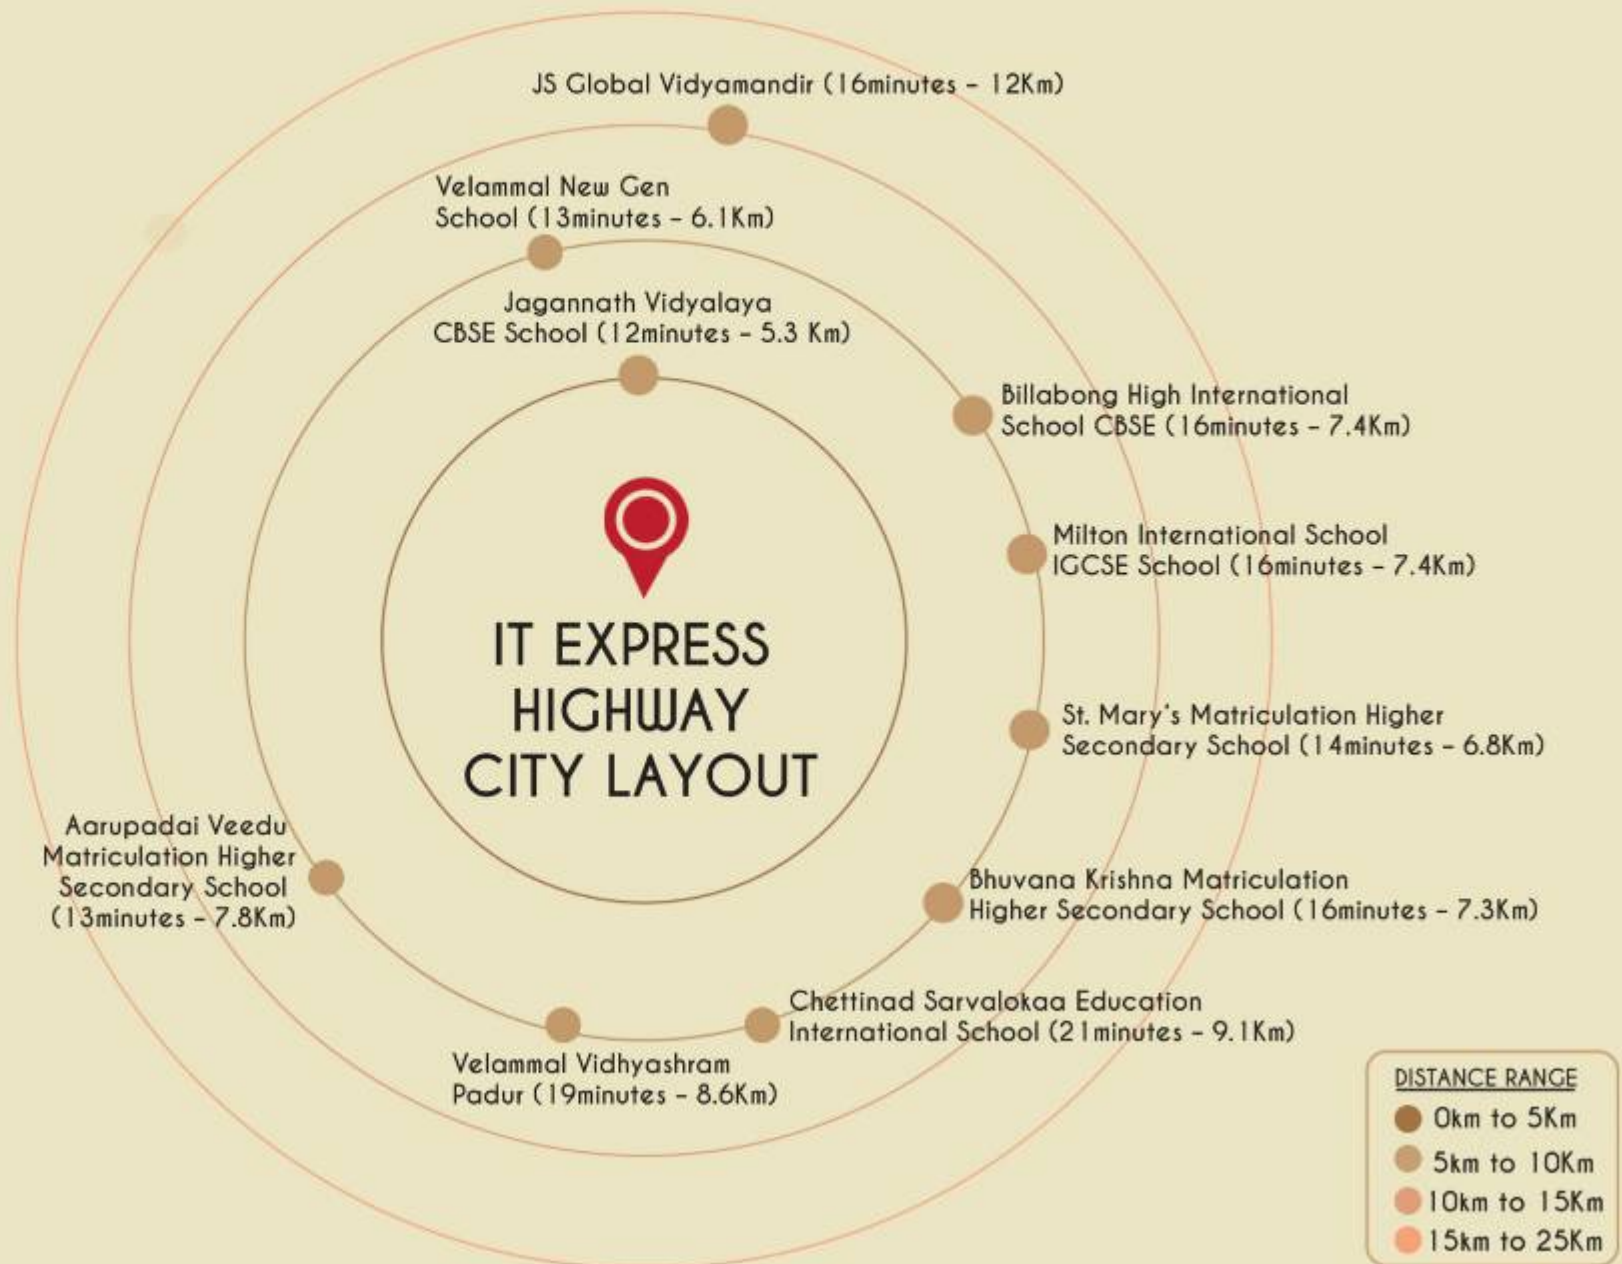 JS Global Vidyamandir (16minutes - 12Km)
Velammal New Gen
School (13minutes - 6.1Km)
Jagannath Vidyalaya
CBSE School (12minutes - 5.3 Km)
Billabong High International
School CBSE (16minutes - 7.4Km)
Milton International School
IGCSE School (16minutes - 7.4Km)
IT EXPRESS
HIGHWAY
CITY LAYOUT
St. Mary's Matriculation Higher
Secondary School (14minutes - 6.8Km)
Aarupadai Veedu
Matriculation Higher
Secondary School
(13minutes - 7.8Km)
Bhuvana Krishna Matriculation
Higher Secondary School (16minutes - 7.3Km)
Chettinad Sarvalokaa Education
International School (21minutes - 9.1Km)
Velammal Vidhyashram
Padur (19minutes - 8.6Km)
DISTANCE RANGE
0km to 5Km
5km to 10Km
10km to 15Km
15km to 25Km